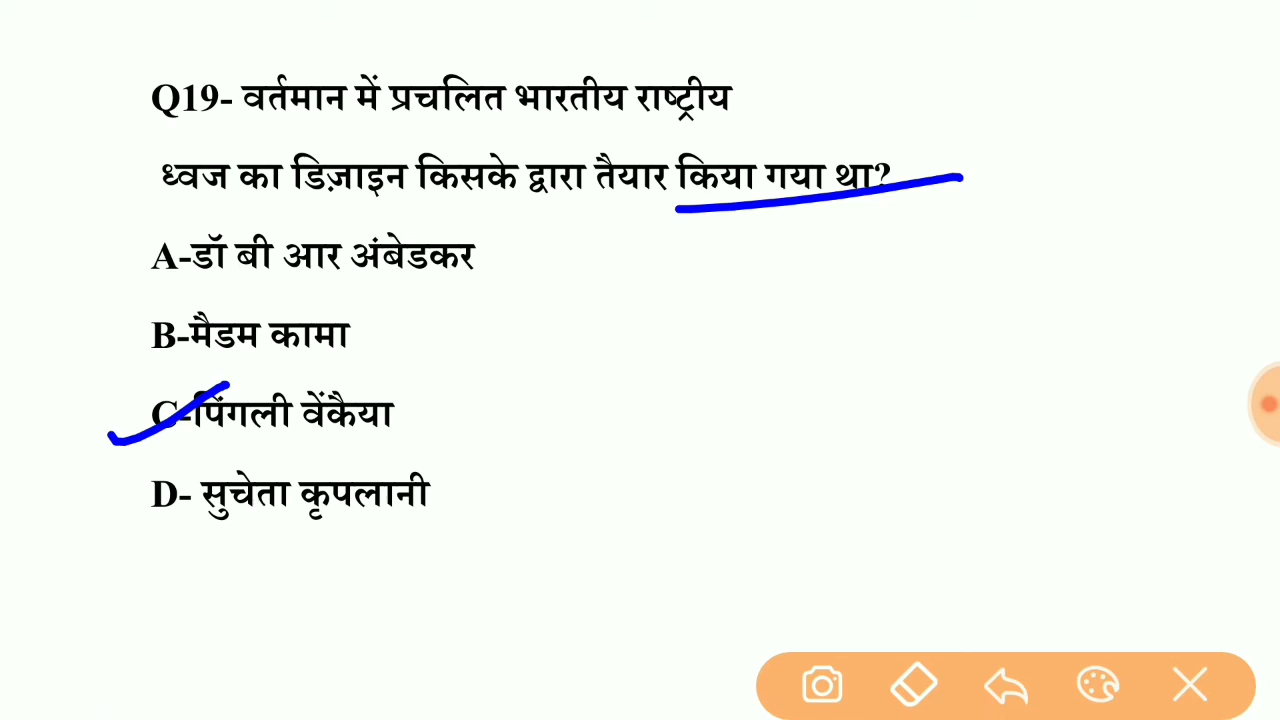 Q19- वर्तमान में प्रचलित भारतीय राष्ट्रीय
ध्वज का डिज़ाइन किसके द्वारा तैयार किया गया था?
A-डॉ बी आर अंबेडकर
B-मैडम कामा
C-पिंगली वेंकैया
D- सुचेता कृपलानी